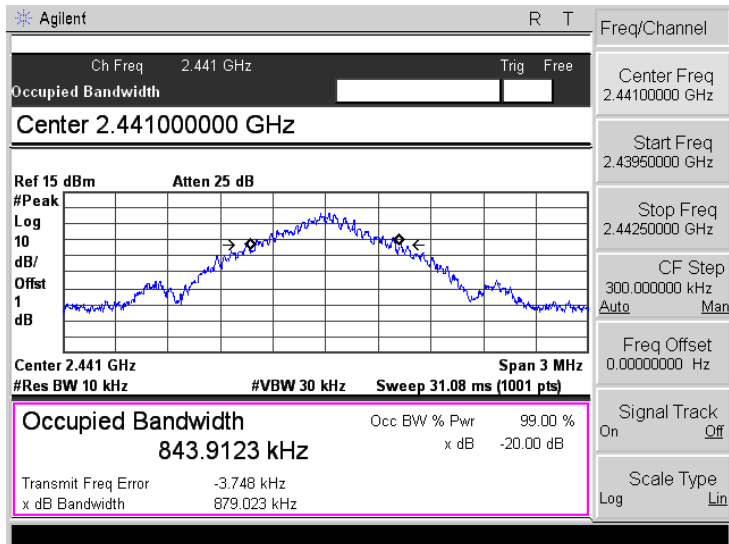 Agilent R T
Ch Freq 2.441 GHz Trig Free
Occupied Bandwidth
Center 2.441000000 GHz
Ref 15 dBm Atten 25 dB
#Peak
Log
10
dB/
Offst
1
dB
Center 2.441 GHz Span 3 MHz
#Res BW 10 kHz #VBW 30 kHz Sweep 31.08 ms (1001 pts)
Occupied Bandwidth Occ BW % Pwr 99.00 %
843.9123 kHz x dB -20.00 dB
Transmit Freq Error -3.748 kHz
x dB Bandwidth 879.023 kHz
Freq/Channel
Center Freq
2.44100000 GHz
Start Freq
2.43950000 GHz
Stop Freq
2.44250000 GHz
CF Step
300.000000 kHz
Auto Man
Freq Offset
0.00000000 Hz
Signal Track
On Off
Scale Type
Log Lin